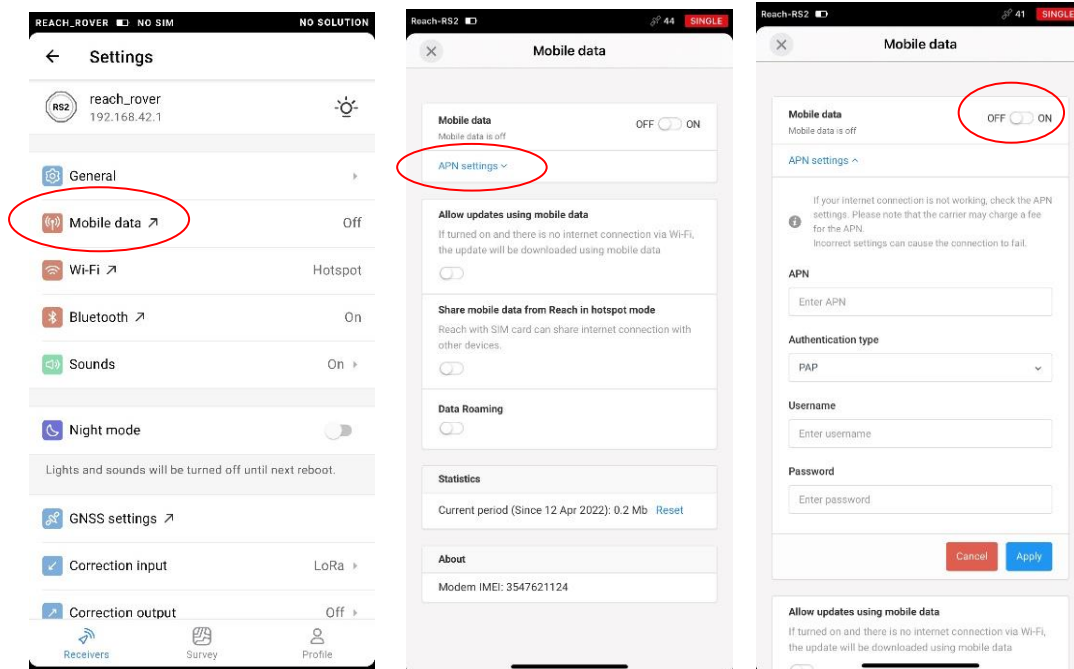 REACH_ROVER NO SIM NO SOLUTION
Settings
RS2
reach_rover
192.168.42.1
General
Mobile data Off
Wi-Fi Hotspot
Bluetooth On
Sounds On
Night mode
Lights and sounds will be turned off until next reboot.
GNSS settings
Correction input LoRa
Correction output Off
Receivers Survey Profile
Reach-RS2 44 SINGLE
Mobile data
Mobile data OFF ON
Mobile data is off
APN settings
Allow updates using mobile data
If turned on and there is no internet connection via Wi-Fi,
the update will be downloaded using mobile data
Share mobile data from Reach in hotspot mode
Reach with SIM card can share internet connection with
other devices.
Data Roaming
Statistics
Current period (Since 12 Apr 2022): 0.2 Mb Reset
About
Modem IMEI: 3547621124
Reach-RS2 41 SINGLE
Mobile data
Mobile data OFF ON
Mobile data is off
APN settings
If your internet connection is not working, check the APN
settings. Please note that the carrier may charge a fee
for the APN.
Incorrect settings can cause the connection to fail.
APN
Enter APN
Authentication type
PAP
Username
Enter username
Password
Enter password
Cancel Apply
Allow updates using mobile data
If turned on and there is no internet connection via Wi-Fi,
the update will be downloaded using mobile data